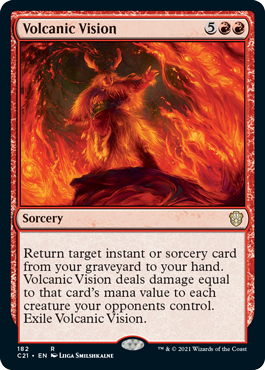 Volcanic Vision 5
Sorcery
Return target instant or sorcery card
from your graveyard to your hand.
Volcanic Vision deals damage equal
to that card's mana value to each
creature your opponents control.
Exile Volcanic Vision.
182 R
C21 • EN LIIGA SMILSHKALNE
™ & © 2021 Wizards of the Coast